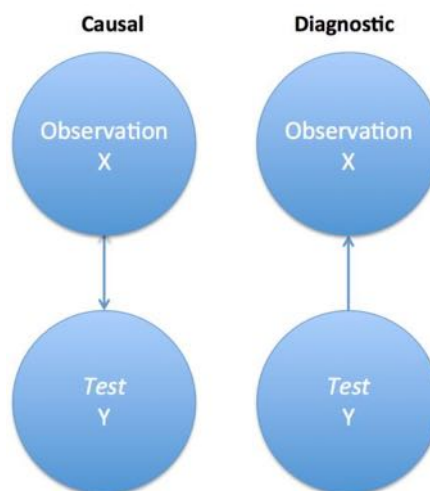 Causal
Diagnostic
Observation
X
Observation
X
Test
Y
Test
Y